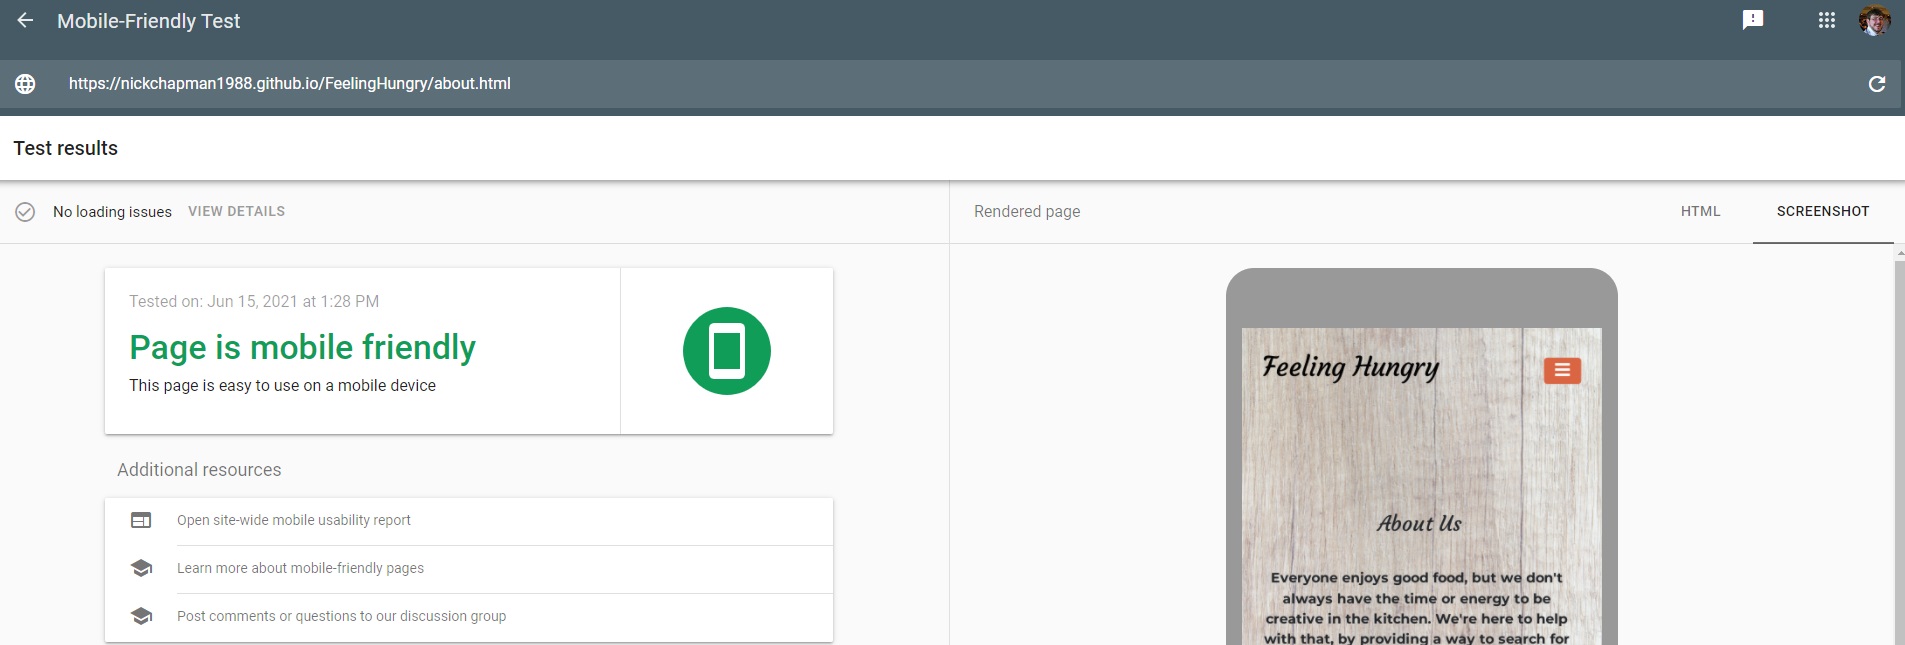 Mobile-Friendly Test
https://nickchapman1988.github.io/FeelingHungry/about.html
Test results
No loading issues VIEW DETAILS
Rendered page HTML SCREENSHOT
Tested on: Jun 15, 2021 at 1:28 PM
Page is mobile friendly
This page is easy to use on a mobile device
Additional resources
Open site-wide mobile usability report
Learn more about mobile-friendly pages
Post comments or questions to our discussion group
Feeling Hungry
About Us
Everyone enjoys good food, but we don't
always have the time or energy to be
creative in the kitchen. We're here to help
with that, by providing a way to search for